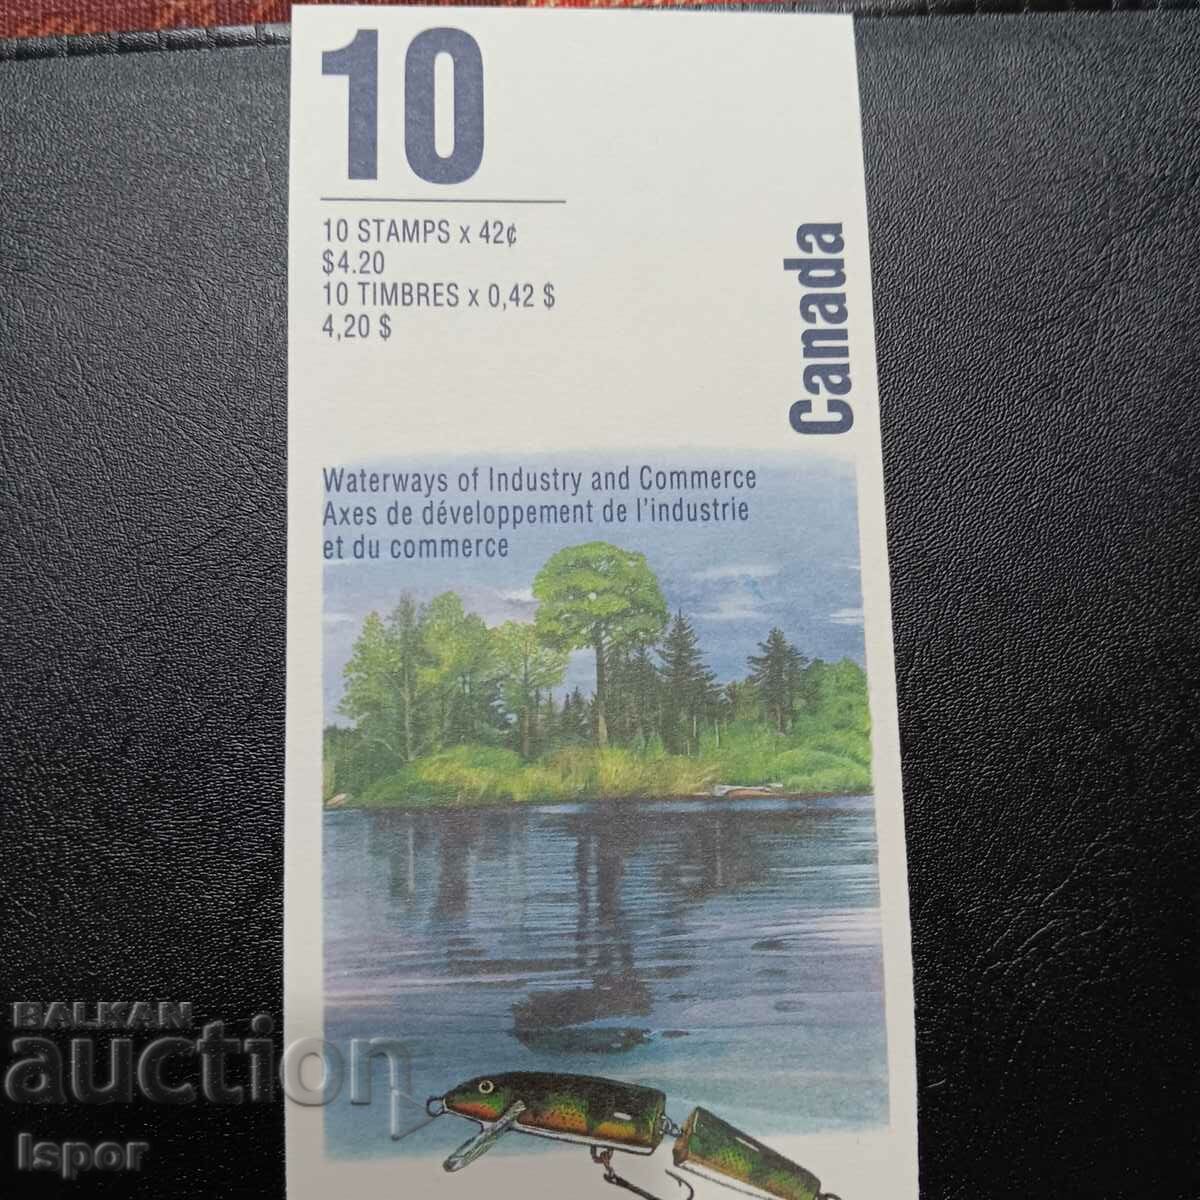 10
10 STAMPS x 42¢
$4.20
10 TIMBRES x 0,42 $
4,20 $
Canada
Waterways of Industry and Commerce
Axes de développement de l'industrie
et du commerce
BALKAN
auction
Ispor